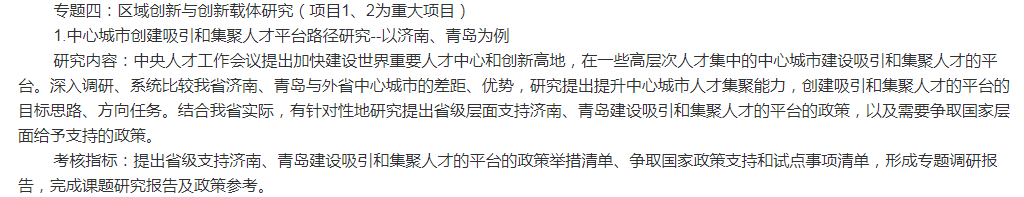 专题四：区域创新与创新载体研究（项目1、2为重大项目）
1.中心城市创建吸引和集聚人才平台路径研究--以济南、青岛为例
研究内容：中央人才工作会议提出加快建设世界重要人才中心和创新高地，在一些高层次人才集中的中心城市建设吸引和集聚人才的平
台。深入调研、系统比较我省济南、青岛与外省中心城市的差距、优势，研究提出提升中心城市人才集聚能力，创建吸引和集聚人才的平台的
目标思路、方向任务。结合我省实际，有针对性地研究提出省级层面支持济南、青岛建设吸引和集聚人才的平台的政策，以及需要争取国家层
面给予支持的政策。
考核指标：提出省级支持济南、青岛建设吸引和集聚人才的平台的政策举措清单、争取国家政策支持和试点事项清单，形成专题调研报
告，完成课题研究报告及政策参考。